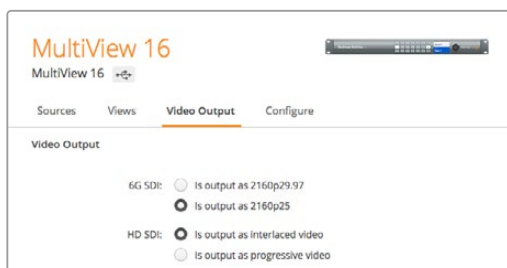 MultiView 16
MultiView 16
Sources Views Video Output Configure
Video Output
6G SDI: Is output as 2160p29.97
Is output as 2160p25
HD SDI: Is output as interlaced video
Is output as progressive video